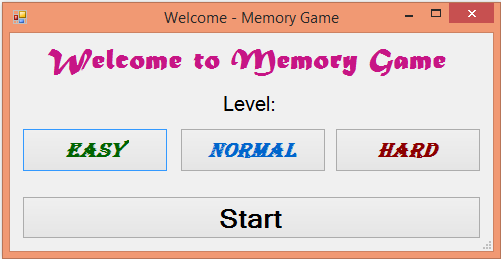 Welcome - Memory Game
Welcome to Memory Game
Level:
EASY NORMAL HARD
Start